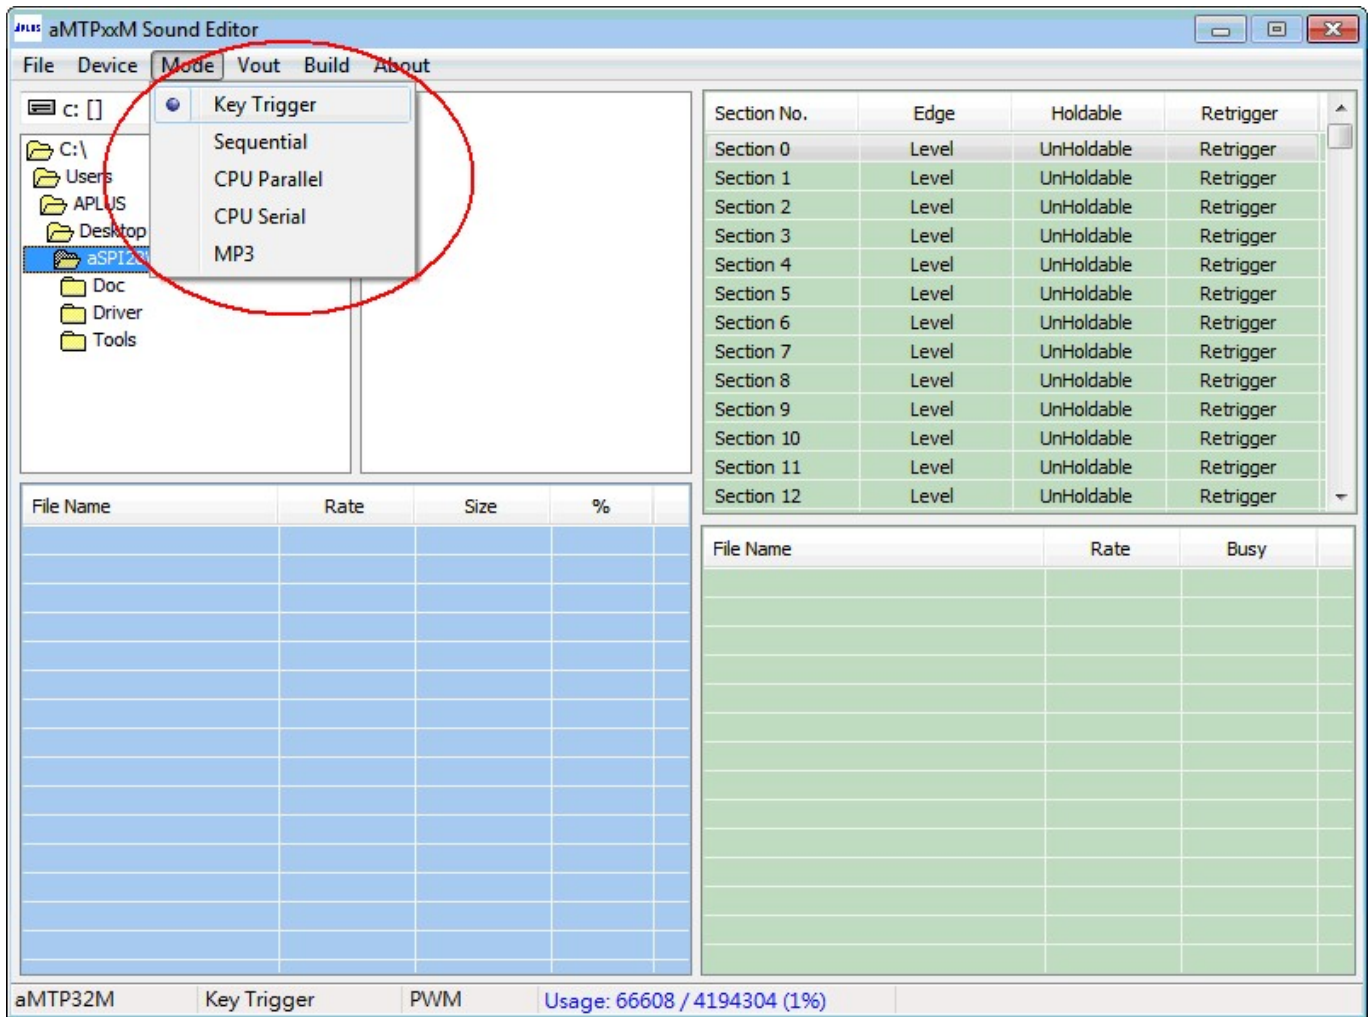 APLUS aMTPxxM Sound Editor
File Device Mode Vout Build About
c: []
C:\
Users
APLUS
Desktop
Doc
Driver
Tools
Key Trigger
Sequential
CPU Parallel
CPU Serial
MP3
Section No. Edge Holdable Retrigger
Section 0 Level UnHoldable Retrigger
Section 1 Level UnHoldable Retrigger
Section 2 Level UnHoldable Retrigger
Section 3 Level UnHoldable Retrigger
Section 4 Level UnHoldable Retrigger
Section 5 Level UnHoldable Retrigger
Section 6 Level UnHoldable Retrigger
Section 7 Level UnHoldable Retrigger
Section 8 Level UnHoldable Retrigger
Section 9 Level UnHoldable Retrigger
Section 10 Level UnHoldable Retrigger
Section 11 Level UnHoldable Retrigger
Section 12 Level UnHoldable Retrigger
File Name Rate Size %
File Name Rate Busy
aMTP32M Key Trigger PWM Usage: 66608 / 4194304 (1%)